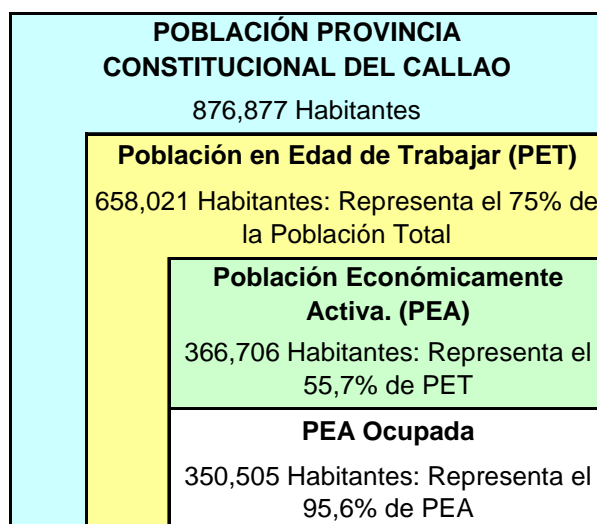 POBLACIÓN PROVINCIA
CONSTITUCIONAL DEL CALLAO
876,877 Habitantes
Población en Edad de Trabajar (PET)
658,021 Habitantes: Representa el 75% de
la Población Total
Población Económicamente
Activa. (PEA)
366,706 Habitantes: Representa el
55,7% de PET
PEA Ocupada
350,505 Habitantes: Representa el
95,6% de PEA